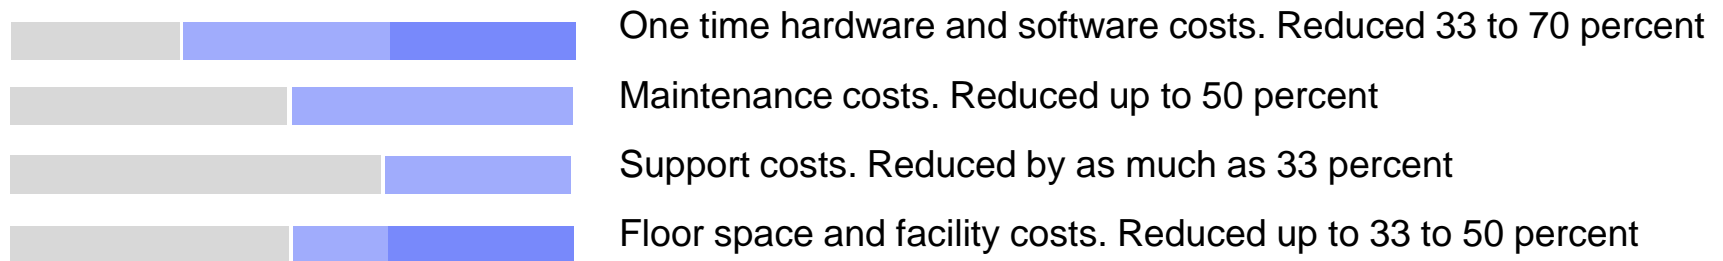 One time hardware and software costs. Reduced 33 to 70 percent
Maintenance costs. Reduced up to 50 percent
Support costs. Reduced by as much as 33 percent
Floor space and facility costs. Reduced up to 33 to 50 percent